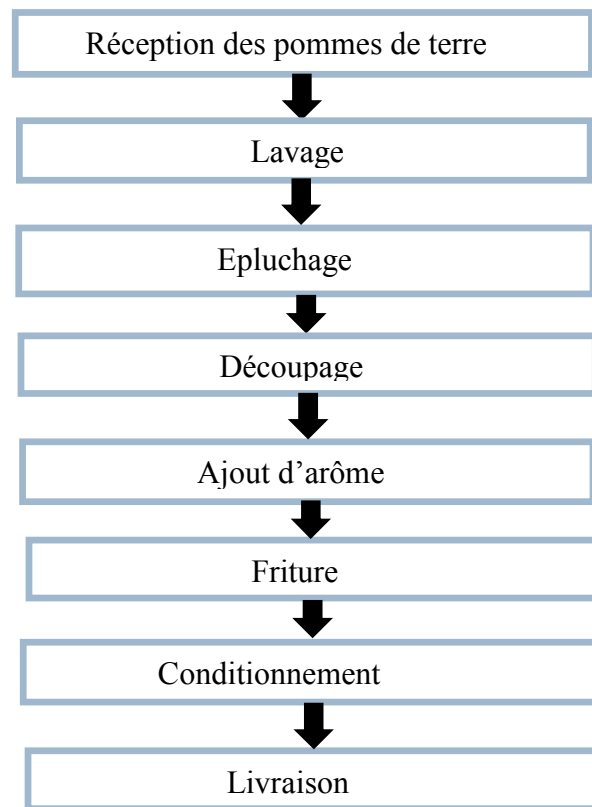 Réception des pommes de terre
Lavage
Epluchage
Découpage
Ajout d’arôme
Friture
Conditionnement
Livraison